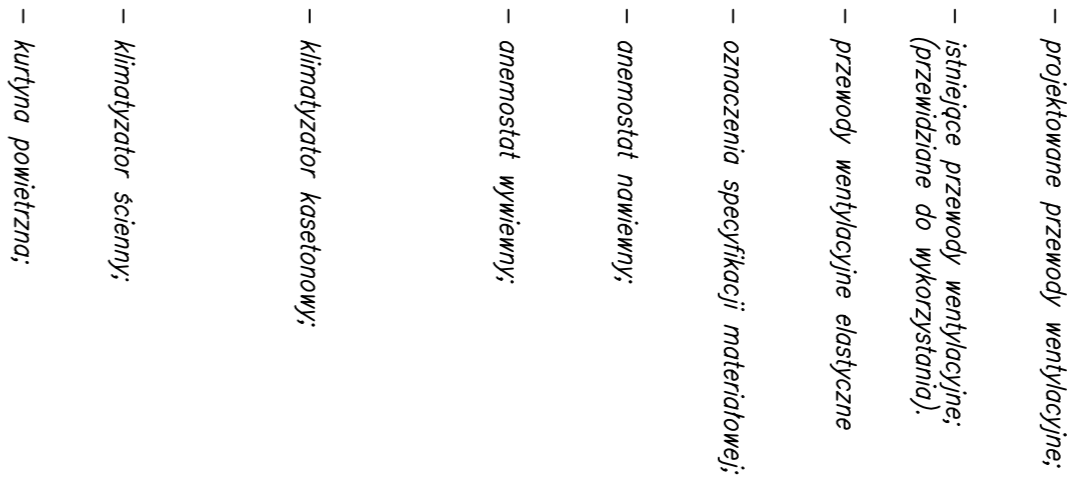 – projektowane przewody wentylacyjne;
– istniejące przewody wentylacyjne;
(przewidziane do wykorzystania).
– przewody wentylacyjne elastyczne
– oznaczenia specyfikacji materiałowej;
– anemostat nawiewny;
– anemostat wywiewny;
– klimatyzator kasetonowy;
– klimatyzator ścienny;
– kurtyna powietrzna;